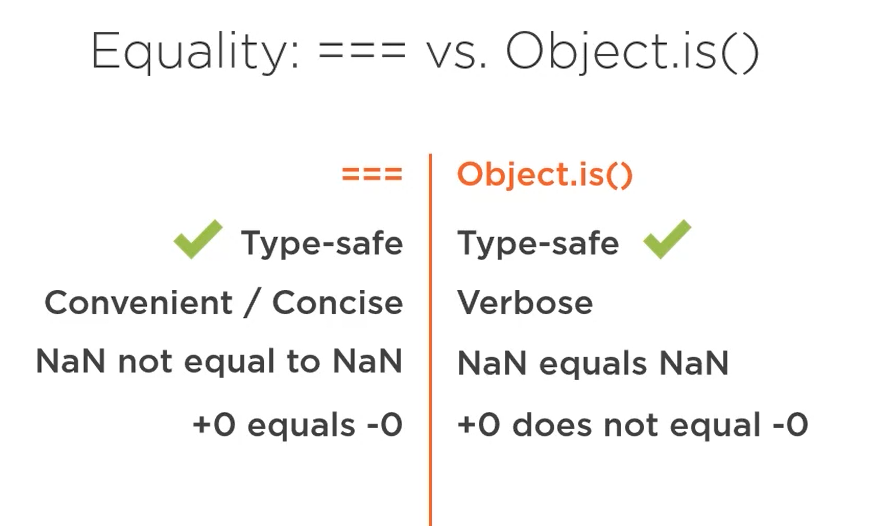 Equality: === vs. Object.is()
=== Object.is()
Type-safe Type-safe
Convenient / Concise Verbose
NaN not equal to NaN NaN equals NaN
+0 equals -0 +0 does not equal -0